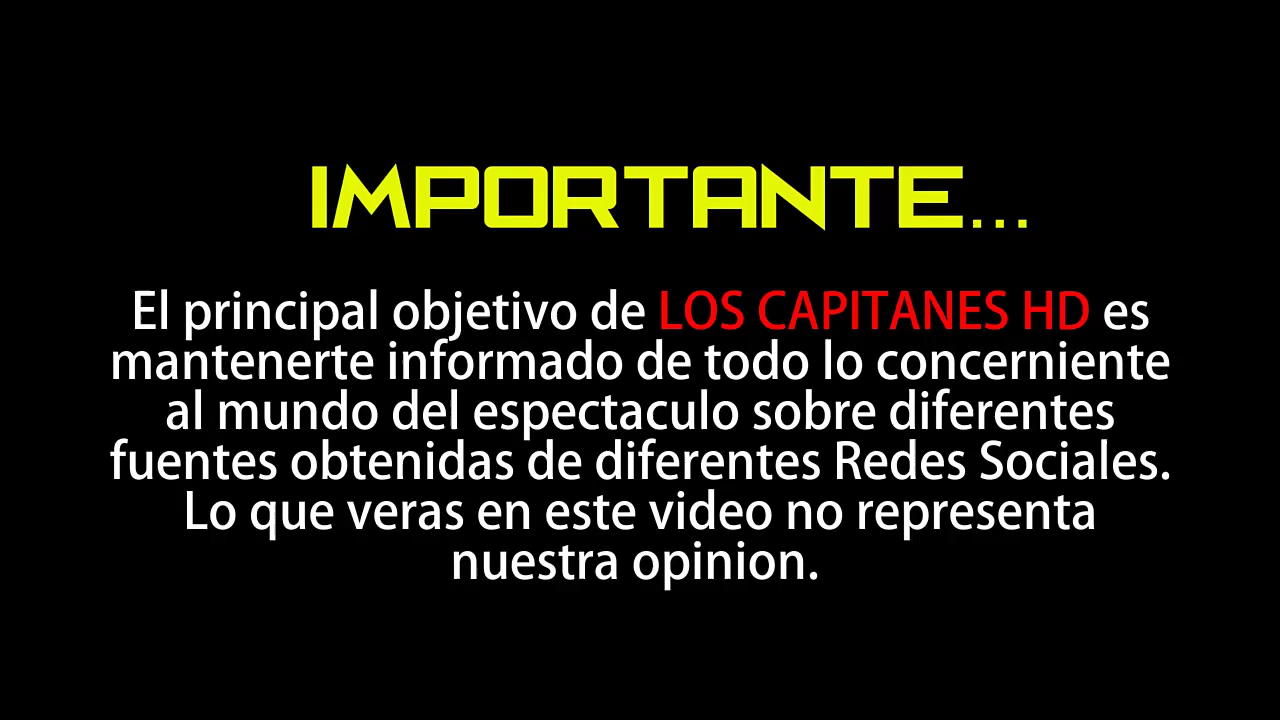 IMPORTANTE...
El principal objetivo de LOS CAPITANES HD es
mantenerte informado de todo lo concerniente
al mundo del espectaculo sobre diferentes
fuentes obtenidas de diferentes Redes Sociales.
Lo que veras en este video no representa
nuestra opinion.